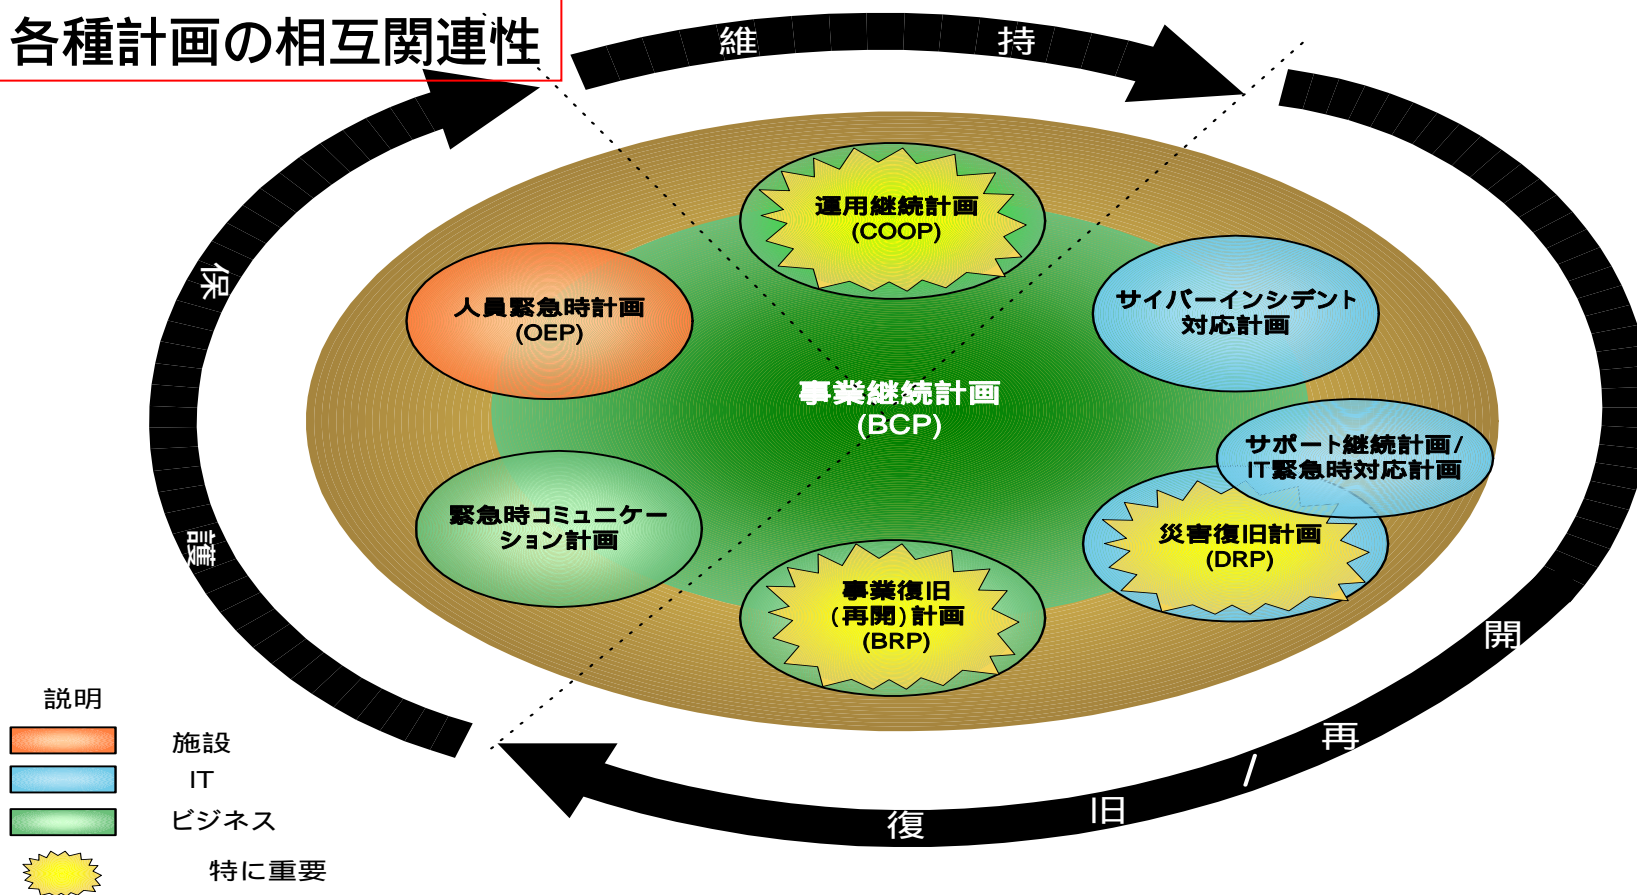 各種計画の相互関連性
維持
保護
運用継続計画
(COOP)
人員緊急時計画
(OEP)
サイバーインシデント
対応計画
事業継続計画
(BCP)
サポート継続計画/
IT緊急時対応計画
緊急時コミュニケー
ション計画
災害復旧計画
(DRP)
事業復旧
(再開)計画
(BRP)
復旧/再開
説明
施設
IT
ビジネス
特に重要